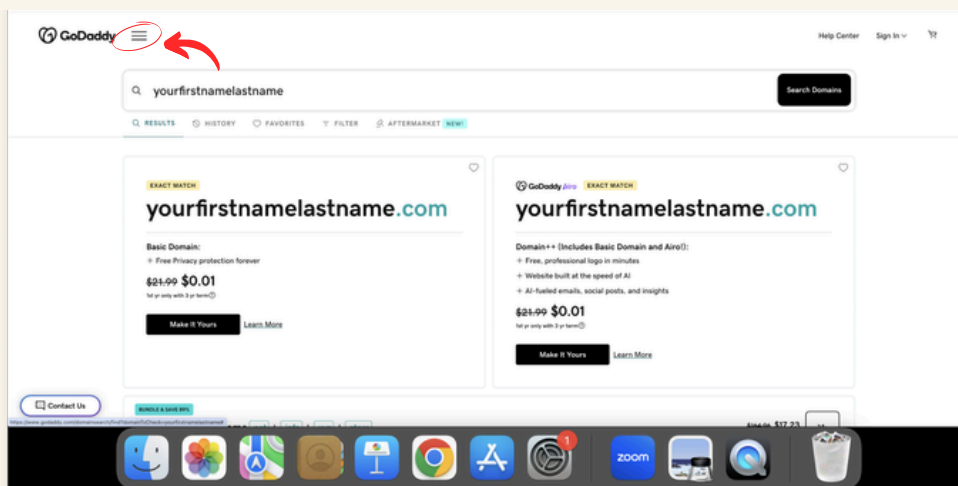 GoDaddy
Help Center
Sign In
yourfirstnamelastname
Search Domains
RESULTS
HISTORY
FAVORITES
FILTER
AFTERMARKET NEW!
EXACT MATCH
yourfirstnamelastname.com
Basic Domain:
+ Free Privacy protection forever
$21.99 $0.01
1st yr only with 3 yr term
Make It Yours
Learn More
GoDaddy Airo
EXACT MATCH
yourfirstnamelastname.com
Domain++ (Includes Basic Domain and Airo!):
+ Free, professional logo in minutes
+ Website built at the speed of AI
+ AI-fueled emails, social posts, and insights
$21.99 $0.01
1st yr only with 3 yr term
Make It Yours
Learn More
Contact Us
$17.23
1
zoom